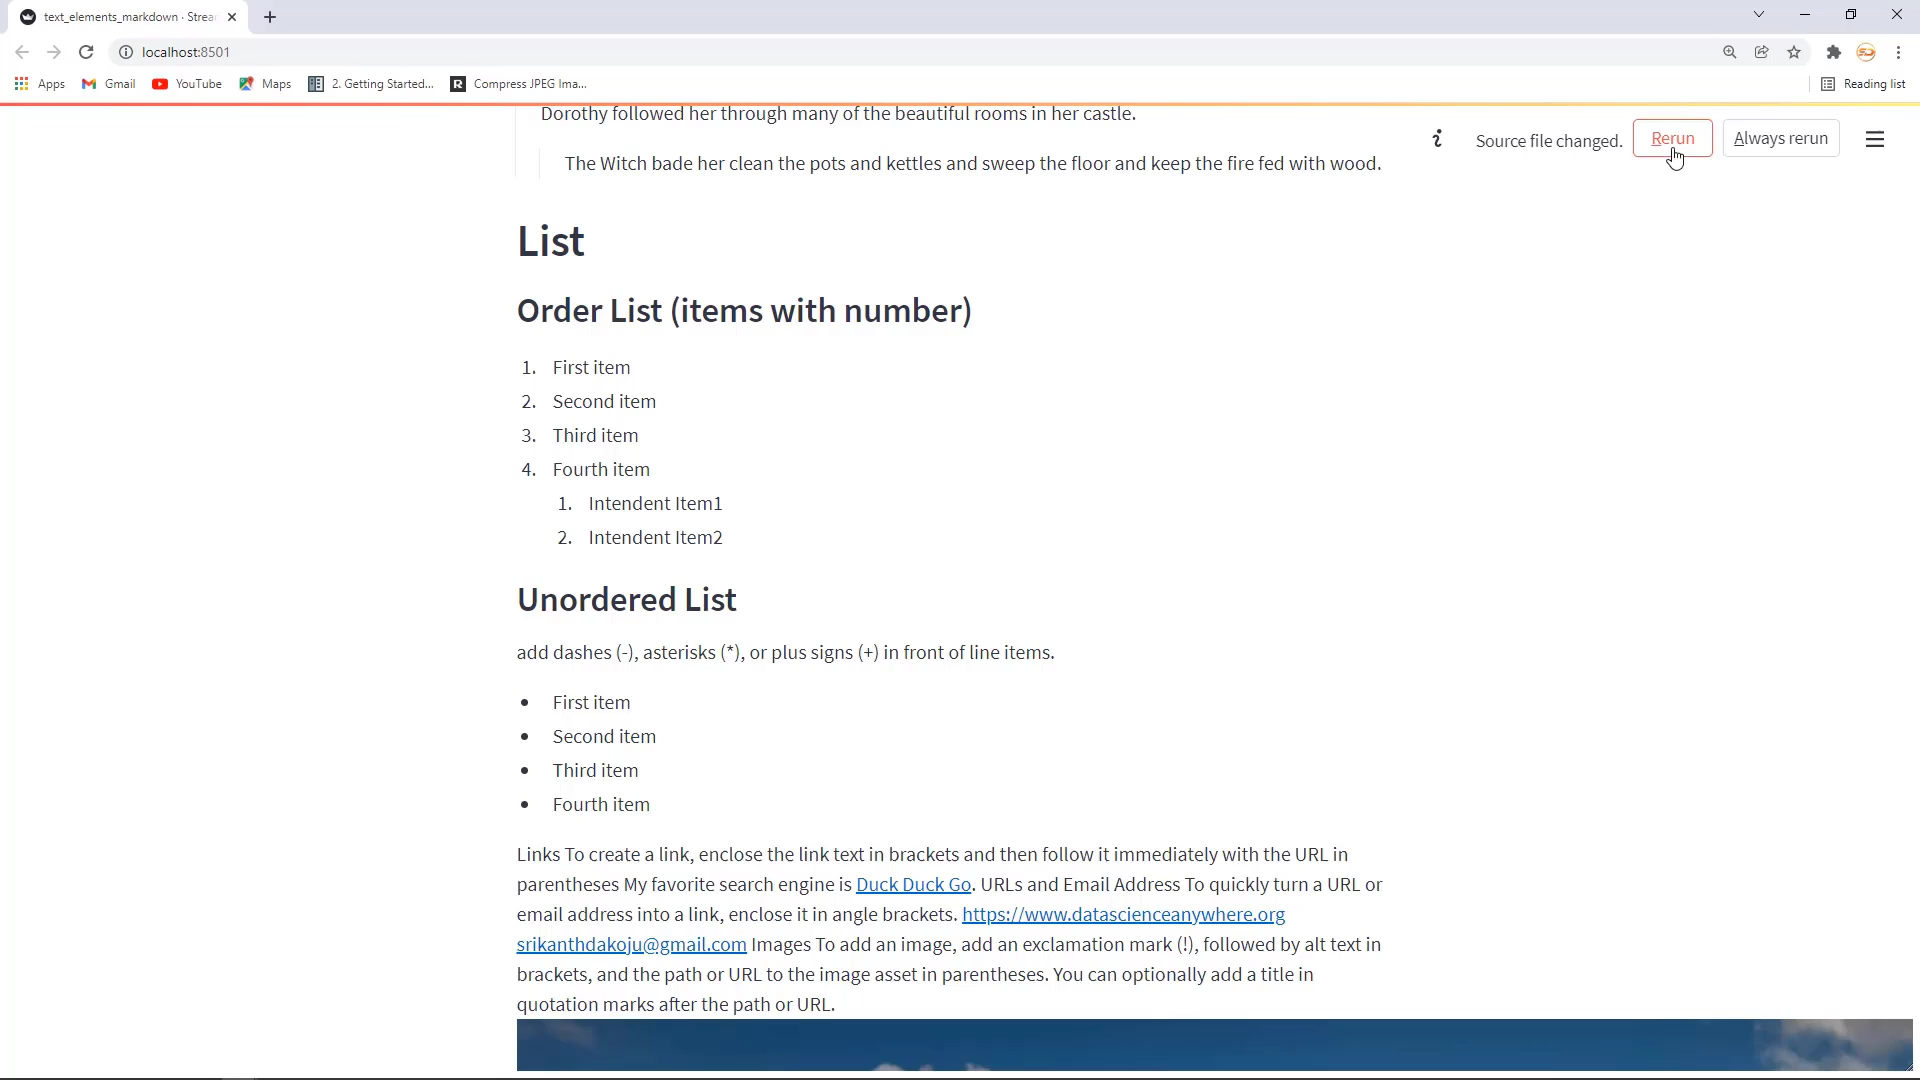 text_elements_markdown · Strea
localhost:8501
Apps
Gmail
YouTube
Maps
2. Getting Started...
Compress JPEG Ima...
Reading list
Dorothy followed her through many of the beautiful rooms in her castle.
Source file changed.
Rerun
Always rerun
The Witch bade her clean the pots and kettles and sweep the floor and keep the fire fed with wood.
List
Order List (items with number)
1. First item
2. Second item
3. Third item
4. Fourth item
1. Intendent Item1
2. Intendent Item2
Unordered List
add dashes (-), asterisks (*), or plus signs (+) in front of line items.
• First item
• Second item
• Third item
• Fourth item
Links To create a link, enclose the link text in brackets and then follow it immediately with the URL in
parentheses My favorite search engine is Duck Duck Go. URLs and Email Address To quickly turn a URL or
email address into a link, enclose it in angle brackets. https://www.datascienceanywhere.org
srikanthdakoju@gmail.com Images To add an image, add an exclamation mark (!), followed by alt text in
brackets, and the path or URL to the image asset in parentheses. You can optionally add a title in
quotation marks after the path or URL.